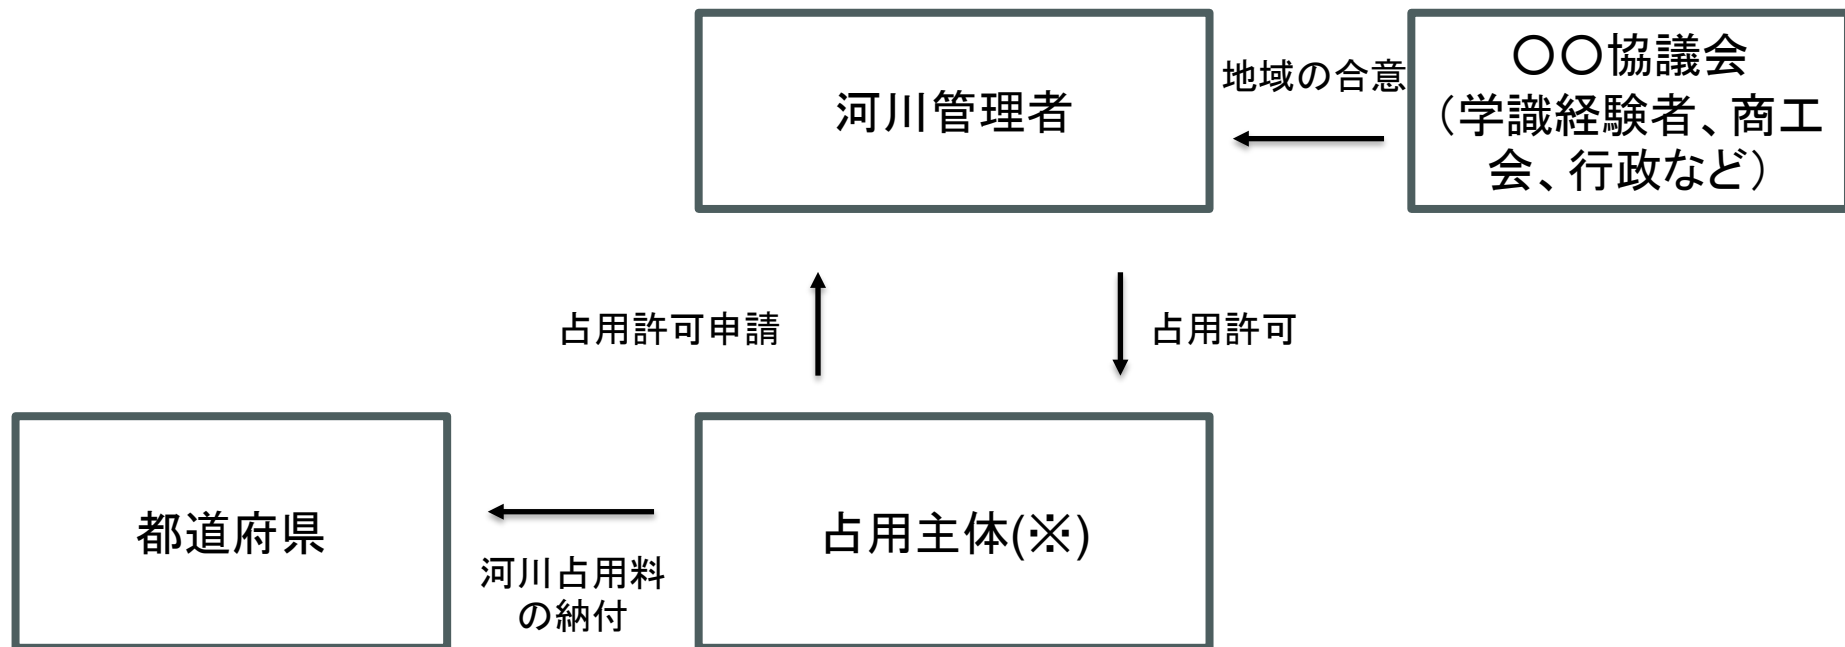 河川管理者
地域の合意
〇〇協議会
（学識経験者、商工
会、行政など）
占用許可申請
占用許可
都道府県
河川占用料
の納付
占用主体(※)